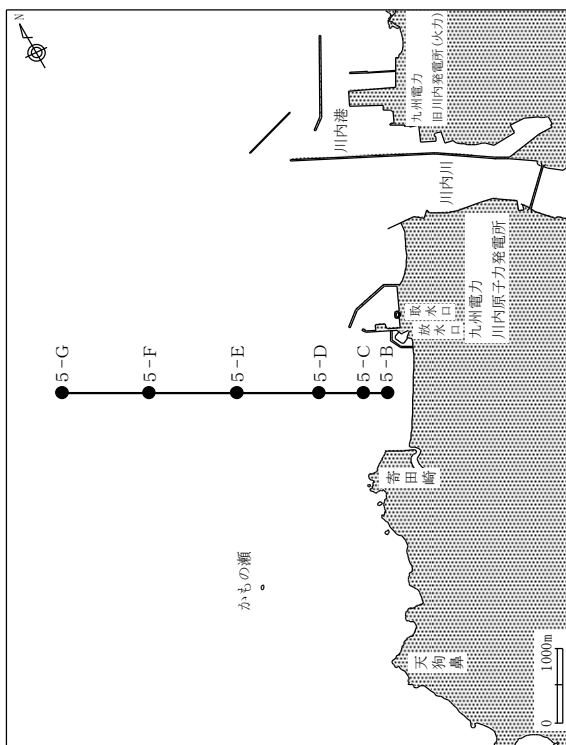 N
5-G
5-F
5-E
5-D
5-C
5-B
かもの瀬
天狗鼻
寄田崎
放水口
取水口
九州電力
川内原子力発電所
川内川
川内港
九州電力
旧川内発電所(火力)
0 1000m